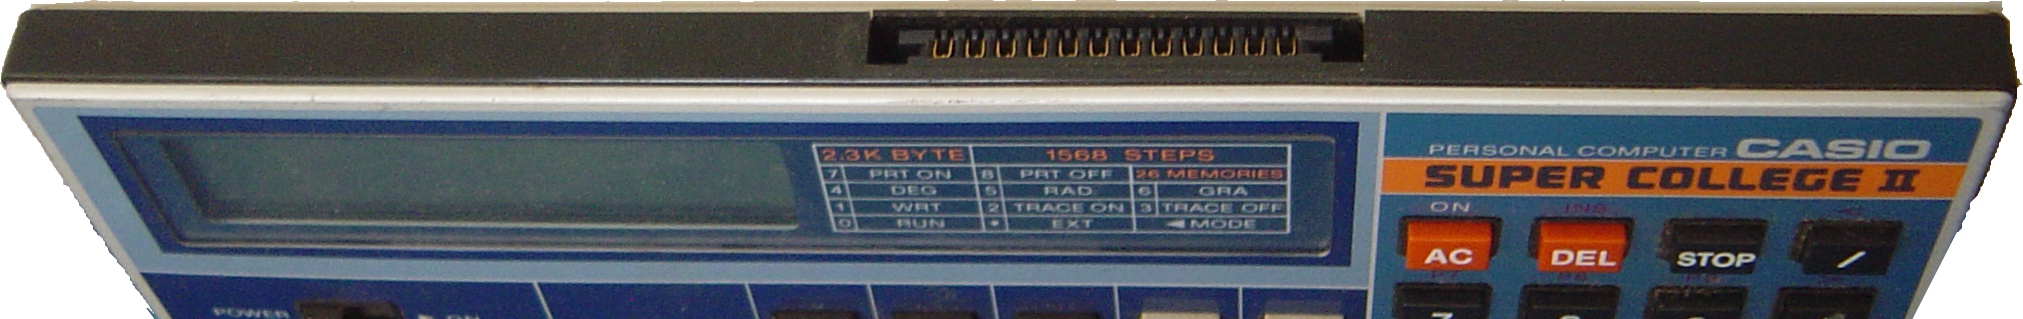 PERSONAL COMPUTER CASIO
SUPER COLLEGE II
2.3K BYTE 1568 STEPS
7 PRT ON 8 PRT OFF 26 MEMORIES
4 DEG 5 RAD 6 GRA
1 WRT 2 TRACE ON 3 TRACE OFF
0 RUN • EXT ◀MODE
ON INS
AC DEL STOP /
POWER ▶ ON